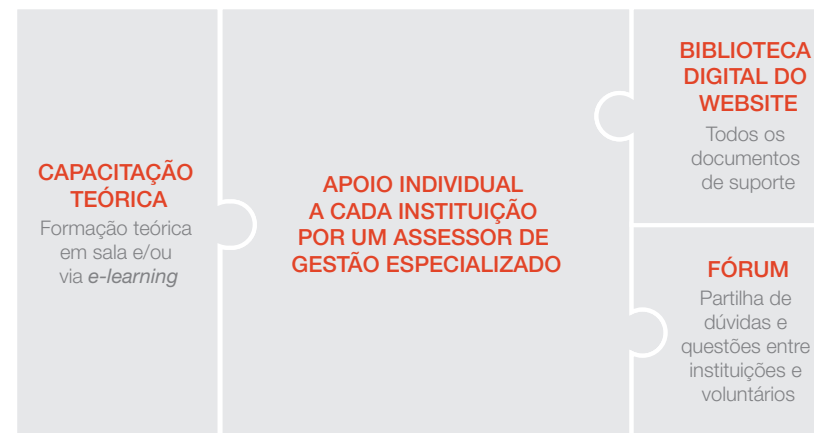 CAPACITAÇÃO
TEÓRICA
Formação teórica
em sala e/ou
via e-learning
APOIO INDIVIDUAL
A CADA INSTITUIÇÃO
POR UM ASSESSOR DE
GESTÃO ESPECIALIZADO
BIBLIOTECA
DIGITAL DO
WEBSITE
Todos os
documentos
de suporte
FÓRUM
Partilha de
dúvidas e
questões entre
instituições e
voluntários